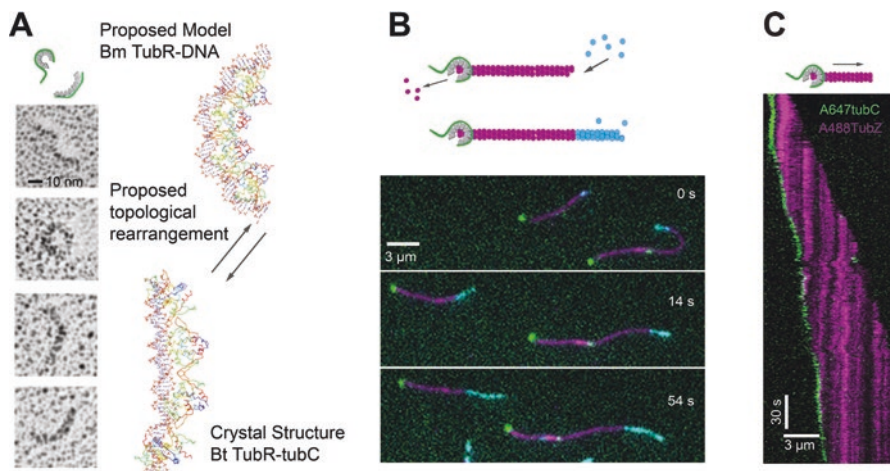 A
Proposed Model
Bm TubR-DNA
10 nm
Proposed
topological
rearrangement
Crystal Structure
Bt TubR-tubC
B
0 s
3 µm
14 s
54 s
C
A647tubC
A488TubZ
30 s
3 µm